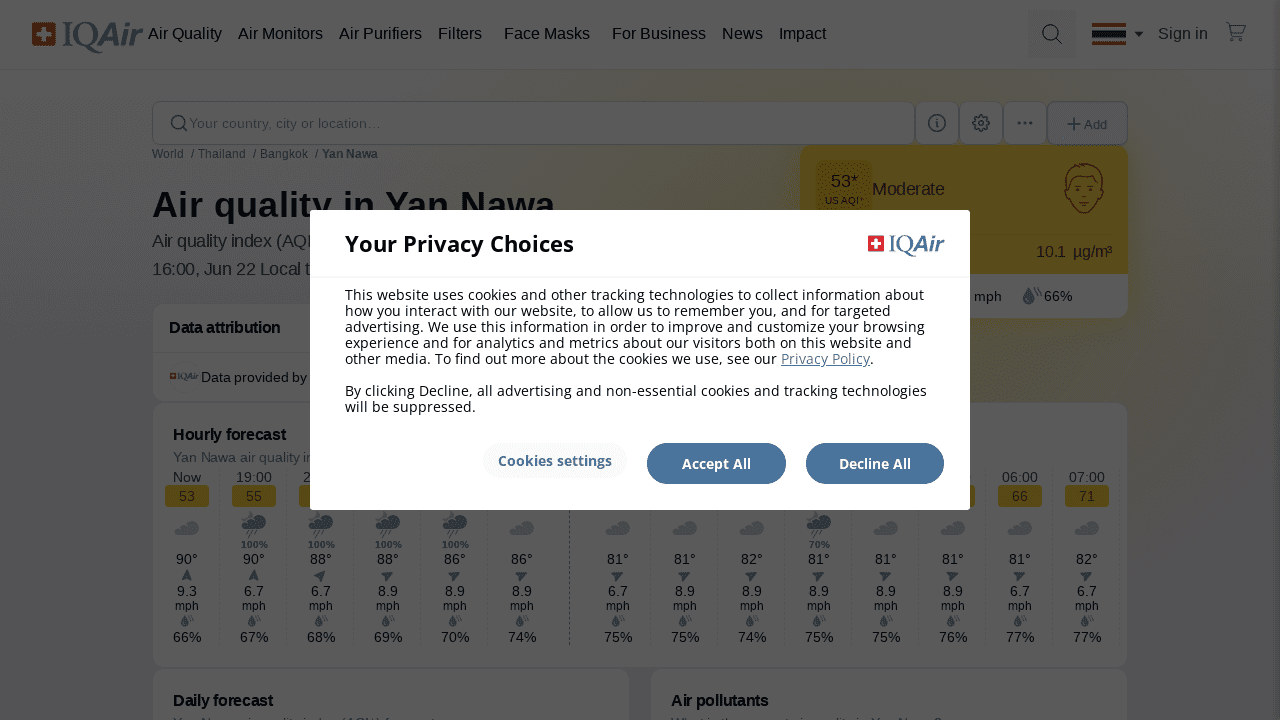 IQAir Air Quality Air Monitors Air Purifiers Filters Face Masks For Business News Impact Sign in
Your country, city or location... Add
World / Thailand / Bangkok / Yan Nawa
53*
US AQI⁺
Moderate
Air quality in Yan Nawa
Air quality index (AQI
10.1 µg/m³
16:00, Jun 22 Local t
mph 66%
Data attribution
IQAir Data provided by
Your Privacy Choices
IQAir
This website uses cookies and other tracking technologies to collect information about
how you interact with our website, to allow us to remember you, and for targeted
advertising. We use this information in order to improve and customize your browsing
experience and for analytics and metrics about our visitors both on this website and
other media. To find out more about the cookies we use, see our Privacy Policy.
By clicking Decline, all advertising and non-essential cookies and tracking technologies
will be suppressed.
Cookies settings Accept All Decline All
Hourly forecast
Yan Nawa air quality in
Now 19:00 2 06:00 07:00
53 55 66 71
100% 100% 100% 100% 70%
90° 90° 88° 88° 86° 86° 81° 81° 82° 81° 81° 81° 81° 82°
9.3 6.7 6.7 8.9 8.9 8.9 6.7 8.9 8.9 8.9 8.9 8.9 6.7 6.7
mph mph mph mph mph mph mph mph mph mph mph mph mph mph
66% 67% 68% 69% 70% 74% 75% 75% 74% 75% 75% 76% 77% 77%
Daily forecast
Air pollutants